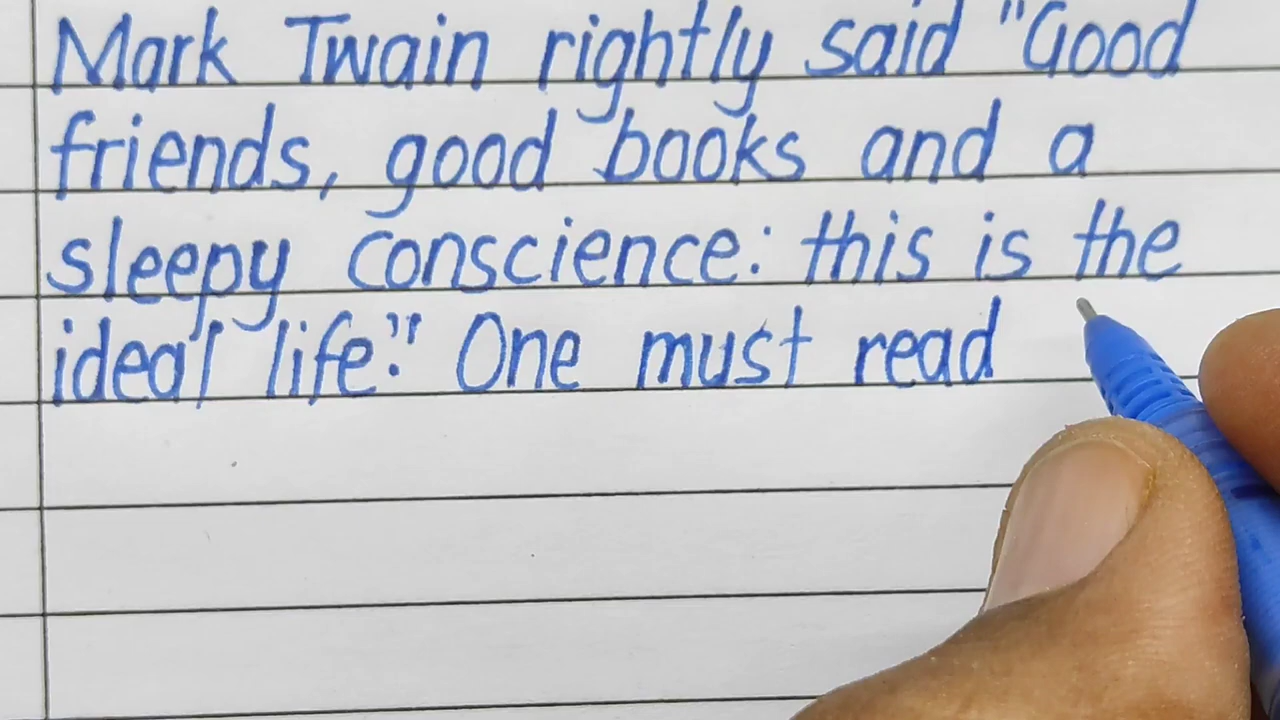 Mark Twain rightly said "Good
friends, good books and a
sleepy conscience: this is the
ideal life." One must read